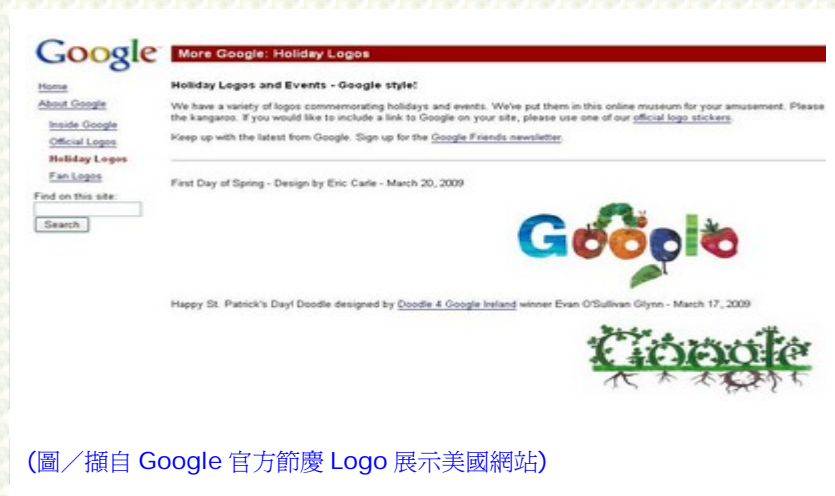 Google
More Google: Holiday Logos
Home
About Google
Inside Google
Official Logos
Holiday Logos
Fan Logos
Find on this site:
Search
Holiday Logos and Events - Google style!
We have a variety of logos commemorating holidays and events. We've put them in this online museum for your amusement. Please
the kangaroo. If you would like to include a link to Google on your site, please use one of our official logo stickers.
Keep up with the latest from Google. Sign up for the Google Friends newsletter.
First Day of Spring - Design by Eric Carle - March 20, 2009
Google
Happy St. Patrick's Day! Doodle designed by Doodle 4 Google Ireland winner Evan O'Sullivan Glynn - March 17, 2009
Google
(圖╱擷自 Google 官方節慶 Logo 展示美國網站)